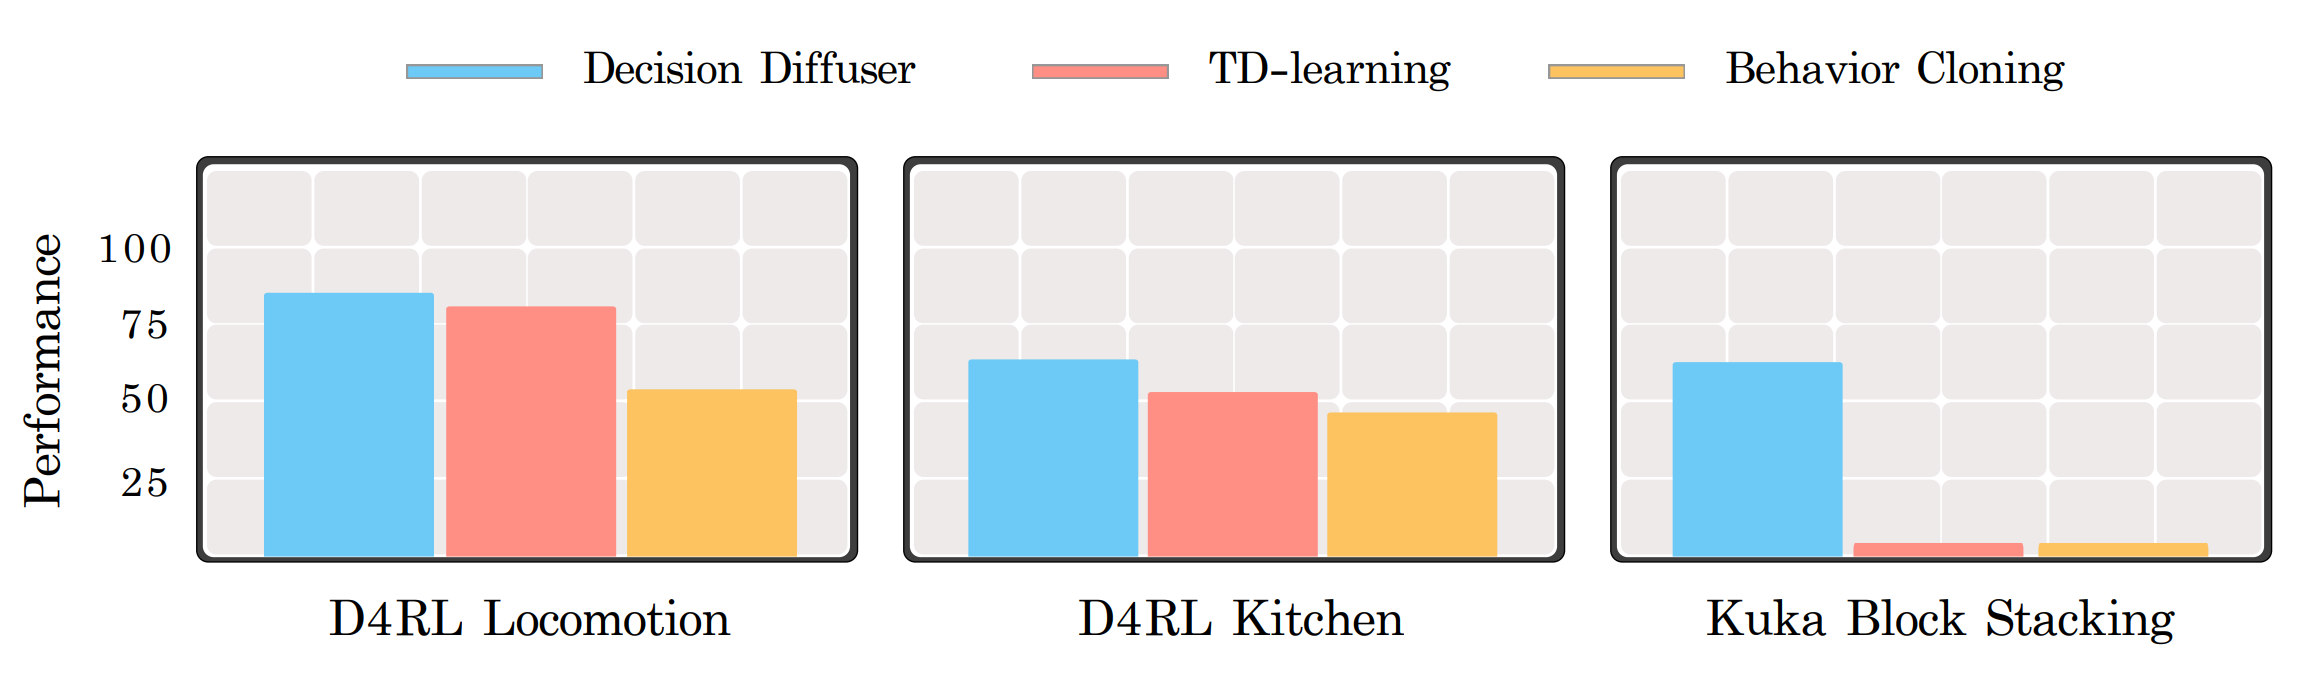 Decision Diffuser TD-learning Behavior Cloning
Performance
100
75
50
25
D4RL Locomotion D4RL Kitchen Kuka Block Stacking